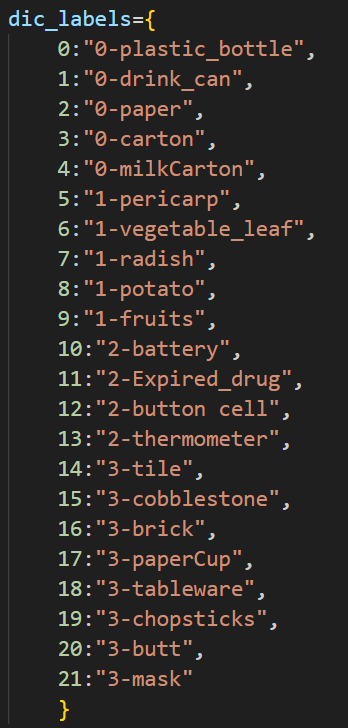 dic_labels={
0:"0-plastic_bottle",
1:"0-drink_can",
2:"0-paper",
3:"0-carton",
4:"0-milkCarton",
5:"1-pericarp",
6:"1-vegetable_leaf",
7:"1-radish",
8:"1-potato",
9:"1-fruits",
10:"2-battery",
11:"2-Expired_drug",
12:"2-button cell",
13:"2-thermometer",
14:"3-tile",
15:"3-cobblestone",
16:"3-brick",
17:"3-paperCup",
18:"3-tableware",
19:"3-chopsticks",
20:"3-butt",
21:"3-mask"
}